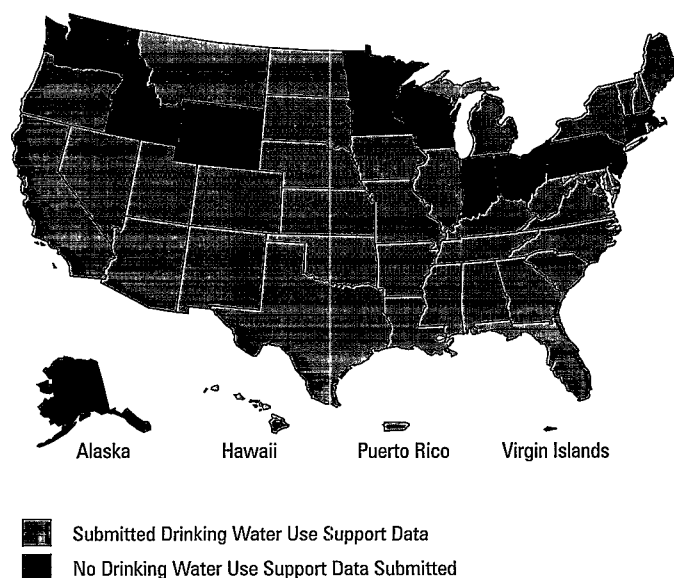 Alaska
Hawaii
Puerto Rico
Virgin Islands
Submitted Drinking Water Use Support Data
No Drinking Water Use Support Data Submitted